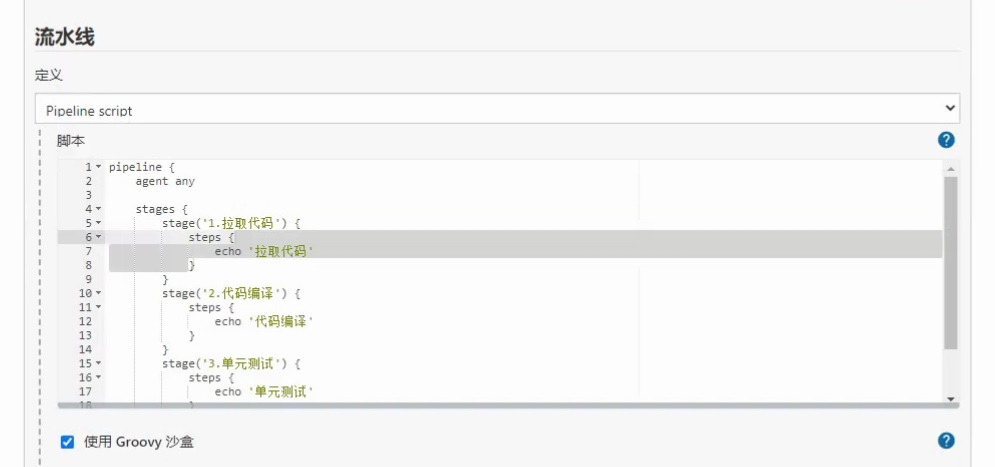 流水线
定义
Pipeline script
脚本
?
1 pipeline {
2     agent any
3
4     stages {
5         stage('1.拉取代码') {
6             steps {
7                 echo '拉取代码'
8             }
9         }
10         stage('2.代码编译') {
11             steps {
12                 echo '代码编译'
13             }
14         }
15         stage('3.单元测试') {
16             steps {
17                 echo '单元测试'
18             }
使用 Groovy 沙盒
?